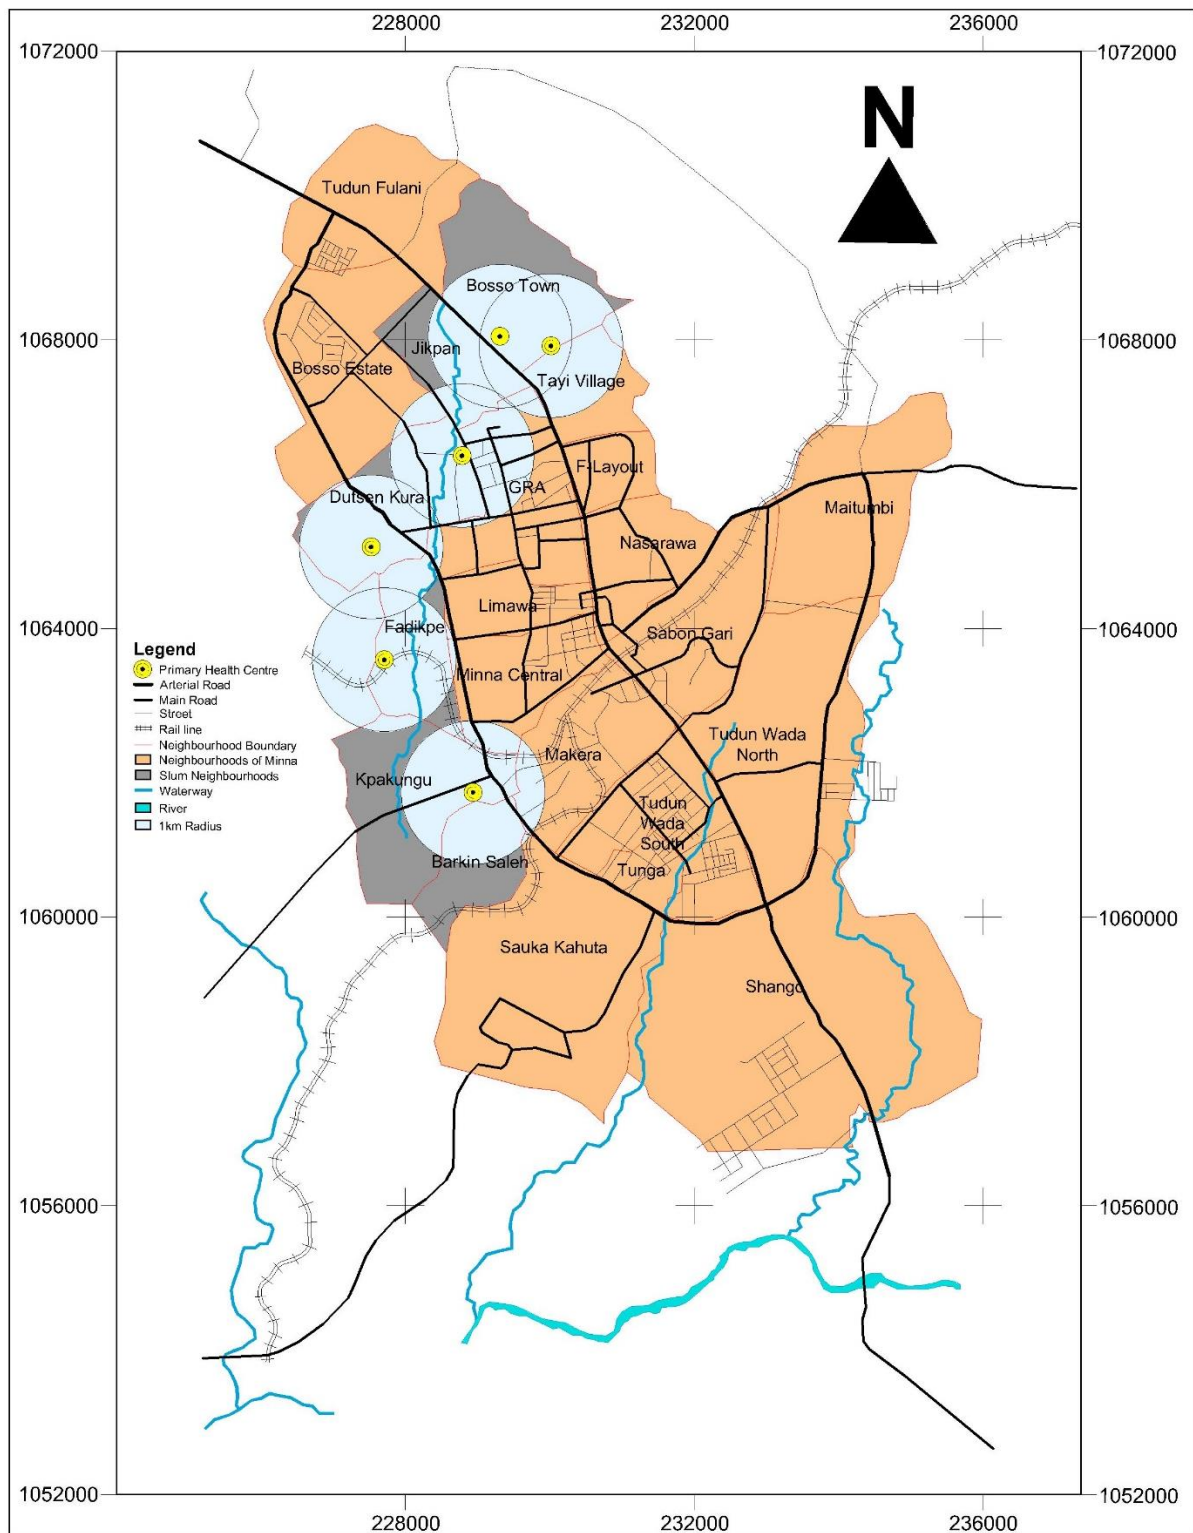 228000 232000 236000
1072000 1072000
N
Tudun Fulani
Bosso Town
1068000 1068000
Jikpan
Bosso Estate
Tayi Village
F-Layout
GRA
Dutsen Kura
Maitumbi
Nasarawa
Limawa
1064000 1064000
Fadikpe
Sabon Gari
Minna Central
Legend
Primary Health Centre
Arterial Road
Main Road
Street
Rail line
Neighbourhood Boundary
Neighbourhoods of Minna
Slum Neighbourhoods
Waterway
River
1km Radius
Tudun Wada
North
Makera
Kpakungu
Tudun
Wada
South
Barkin Saleh
Tunga
1060000 1060000
Sauka Kahuta
Shango
1056000 1056000
1052000 1052000
228000 232000 236000